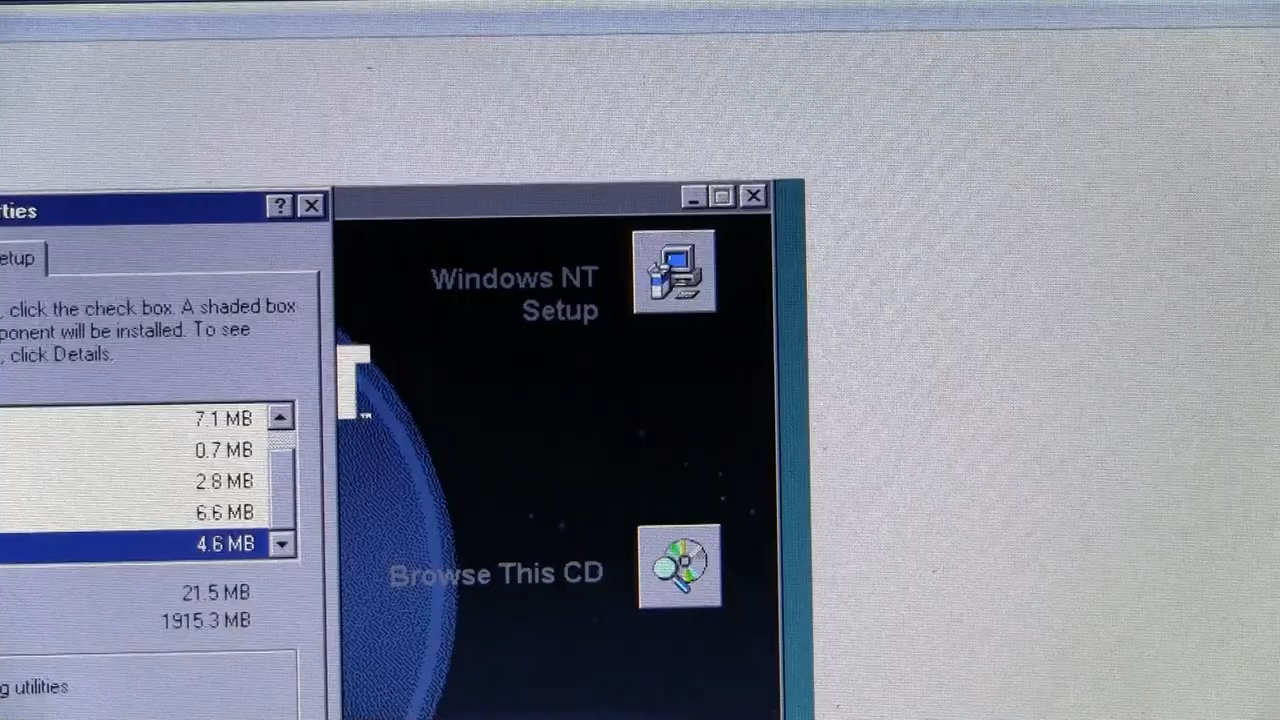 ties
etup
, click the check box. A shaded box
ponent will be installed. To see
, click Details.
7.1 MB
0.7 MB
2.8 MB
6.6 MB
4.6 MB
21.5 MB
1915.3 MB
g utilities
Windows NT
Setup
Browse This CD